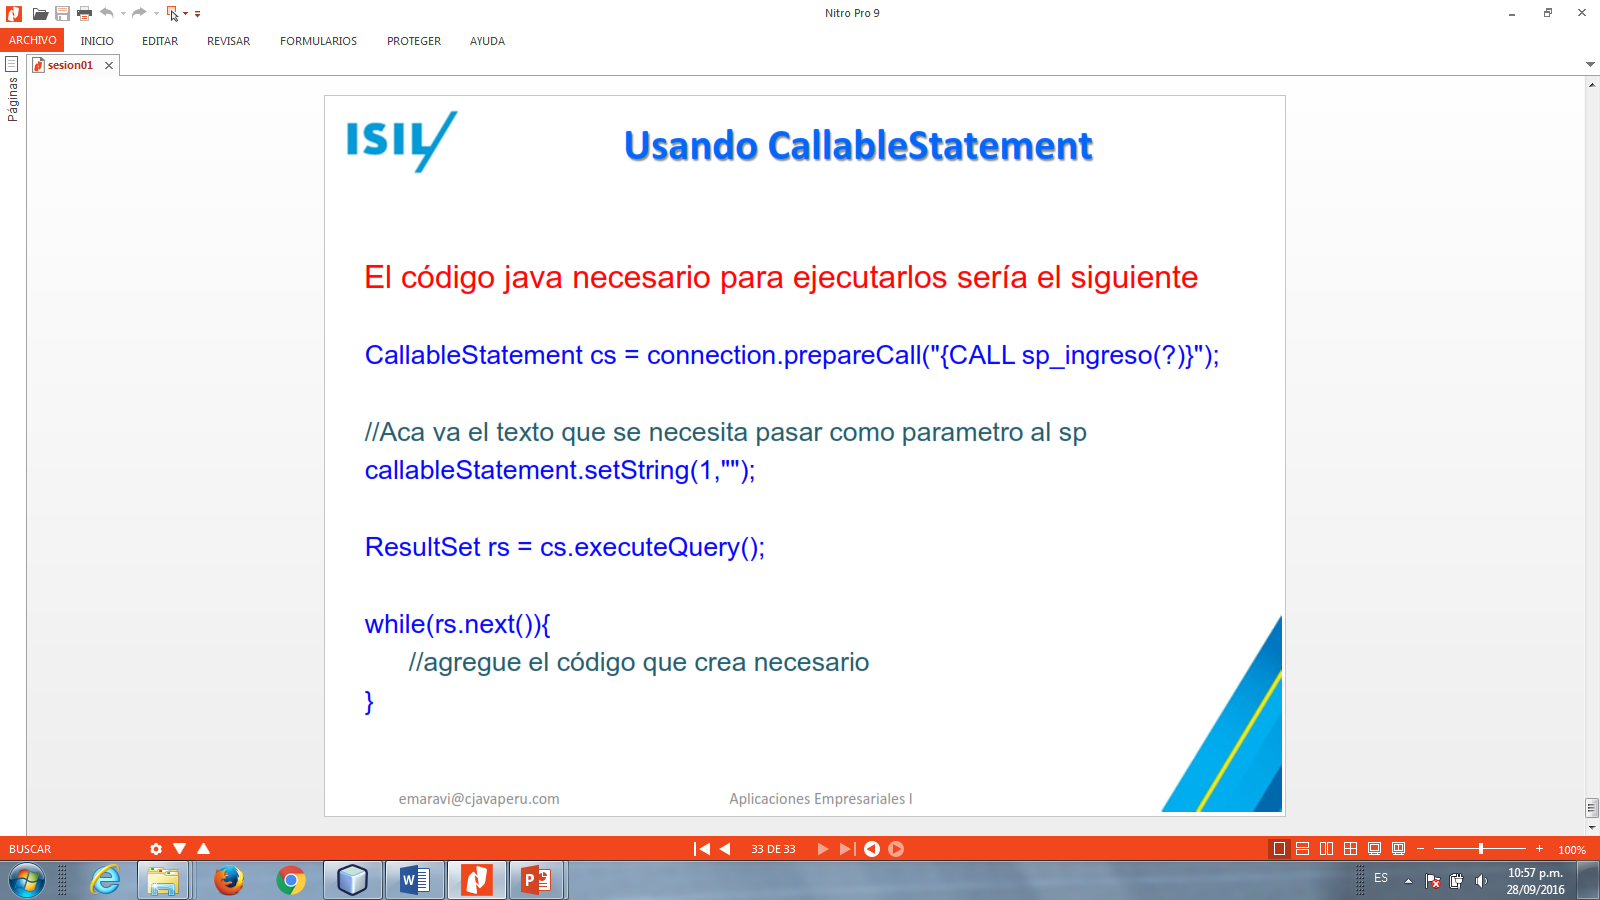 Nitro Pro 9
ARCHIVO INICIO EDITAR REVISAR FORMULARIOS PROTEGER AYUDA
sesion01
Páginas
ISIL
Usando CallableStatement
El código java necesario para ejecutarlos sería el siguiente
CallableStatement cs = connection.prepareCall("{CALL sp_ingreso(?)}");
//Aca va el texto que se necesita pasar como parametro al sp
callableStatement.setString(1,"");
ResultSet rs = cs.executeQuery();
while(rs.next()){
//agregue el código que crea necesario
}
emaravi@cjavaperu.com Aplicaciones Empresariales I
BUSCAR 33 DE 33 100%
ES 10:57 p.m.
28/09/2016